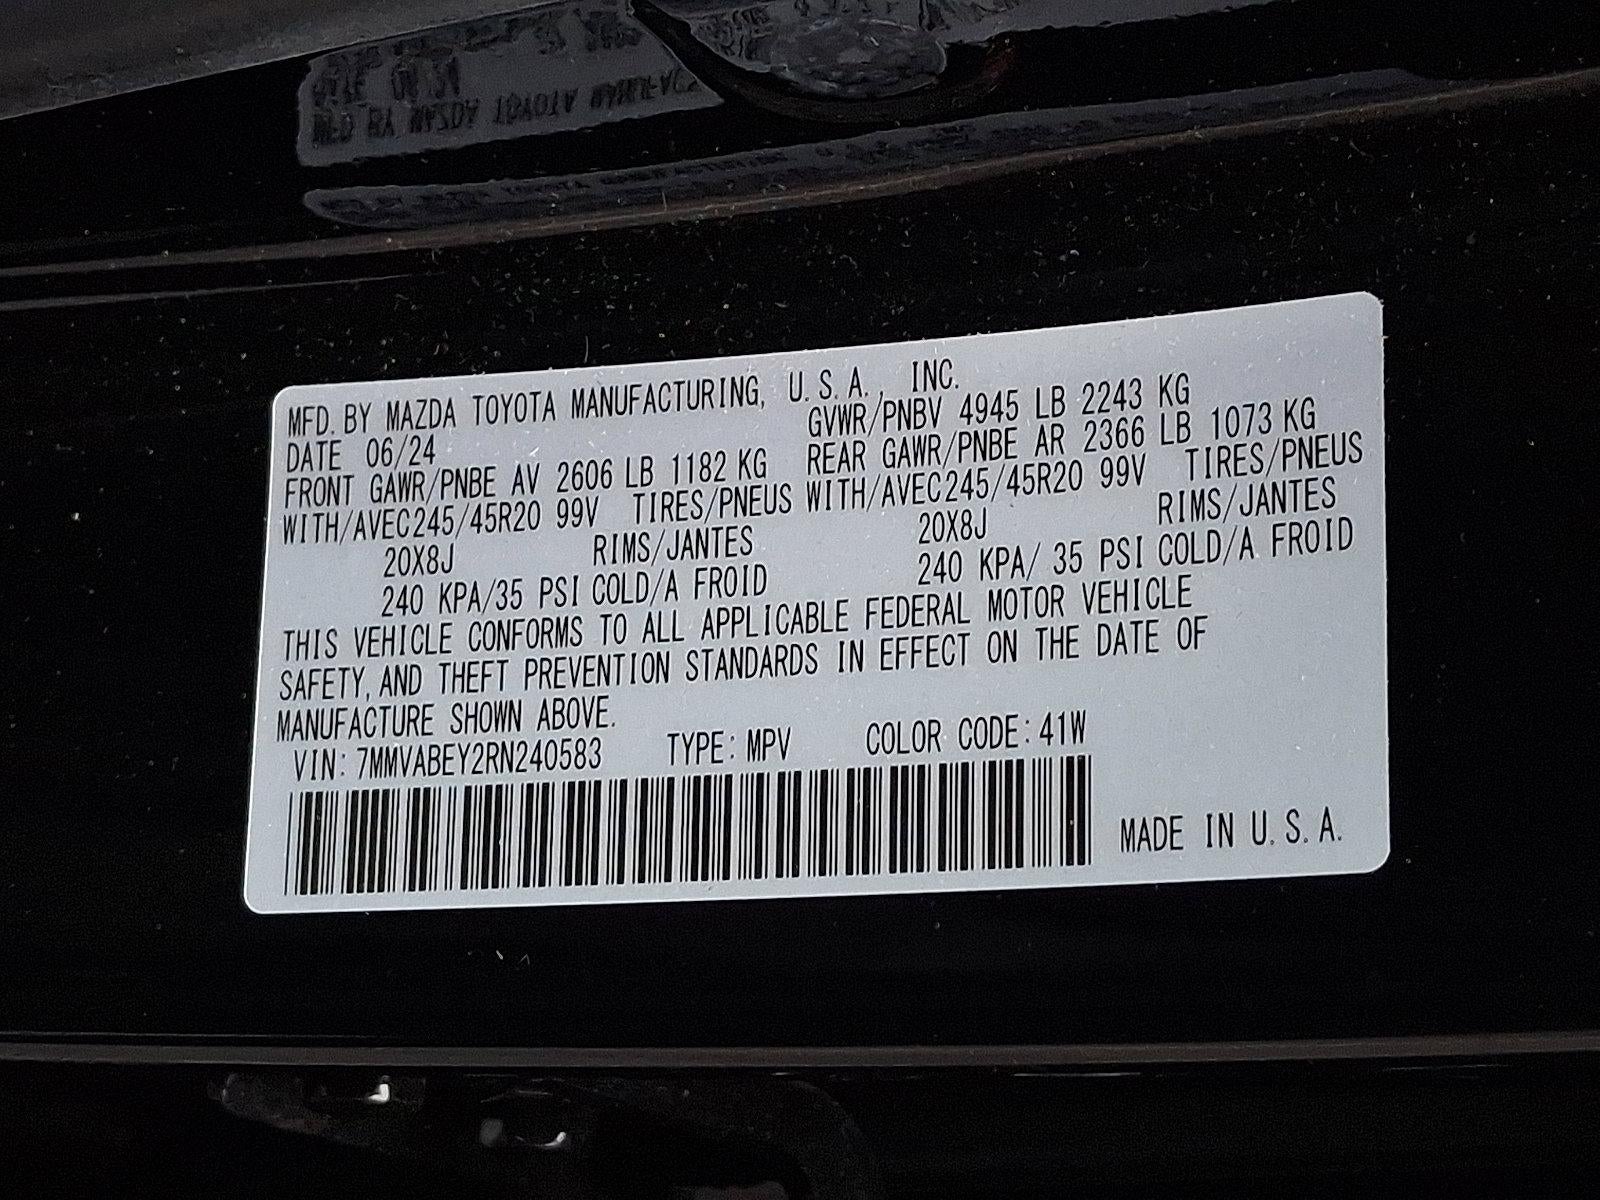 MFD. BY MAZDA TOYOTA MANUFACTURING, U.S.A., INC.
DATE 06/24 GVWR/PNBV 4945 LB 2243 KG
FRONT GAWR/PNBE AV 2606 LB 1182 KG REAR GAWR/PNBE AR 2366 LB 1073 KG
WITH/AVEC 245/45R20 99V TIRES/PNEUS WITH/AVEC 245/45R20 99V TIRES/PNEUS
20X8J RIMS/JANTES 20X8J RIMS/JANTES
240 KPA/35 PSI COLD/A FROID 240 KPA/ 35 PSI COLD/A FROID
THIS VEHICLE CONFORMS TO ALL APPLICABLE FEDERAL MOTOR VEHICLE
SAFETY, AND THEFT PREVENTION STANDARDS IN EFFECT ON THE DATE OF
MANUFACTURE SHOWN ABOVE.
VIN: 7MMVABEY2RN240583 TYPE: MPV COLOR CODE: 41W
MADE IN U.S.A.